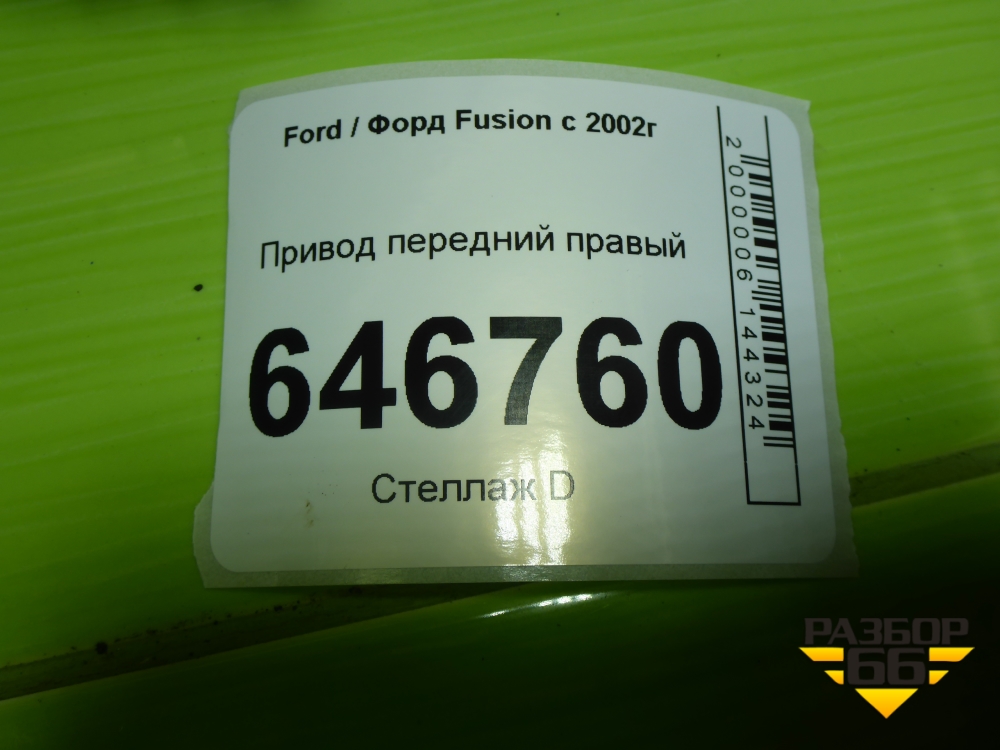 Ford / Форд Fusion с 2002г
Привод передний правый
646760
Стеллаж D
2000006144324
РАЗБОР
66